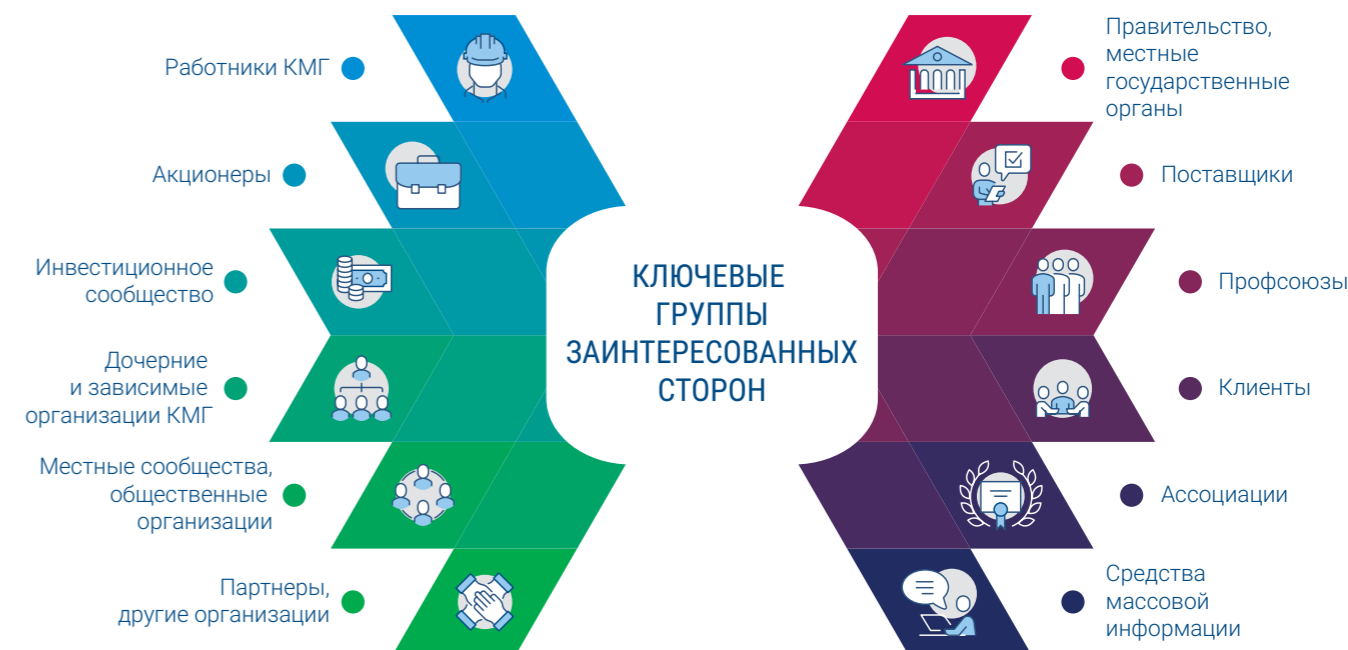 Работники КМГ
Акционеры
Инвестиционное
сообщество
Дочерние
и зависимые
организации КМГ
Местные сообщества,
общественные
организации
Партнеры,
другие организации
КЛЮЧЕВЫЕ
ГРУППЫ
ЗАИНТЕРЕСОВАННЫХ
СТОРОН
Правительство,
местные
государственные
органы
Поставщики
Профсоюзы
Клиенты
Ассоциации
Средства
массовой
информации